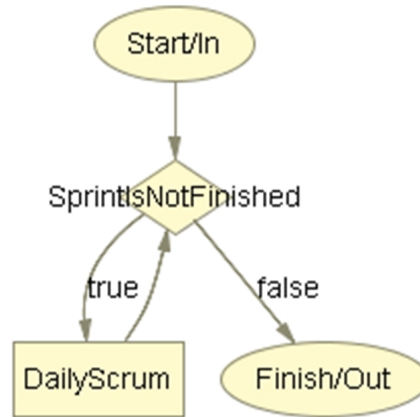 Start/In
SprintIsNotFinished
true
false
DailyScrum
Finish/Out